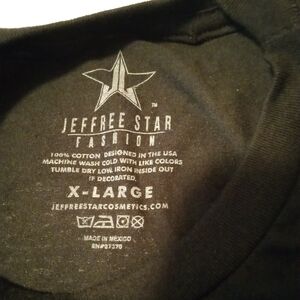 JEFFREE STAR
FASHION
100% COTTON DESIGNED IN THE USA
MACHINE WASH COLD WITH LIKE COLORS
TUMBLE DRY LOW, IRON INSIDE OUT
IF DECORATED.
X-LARGE
JEFFREESTARCOSMETICS.COM
MADE IN MEXICO